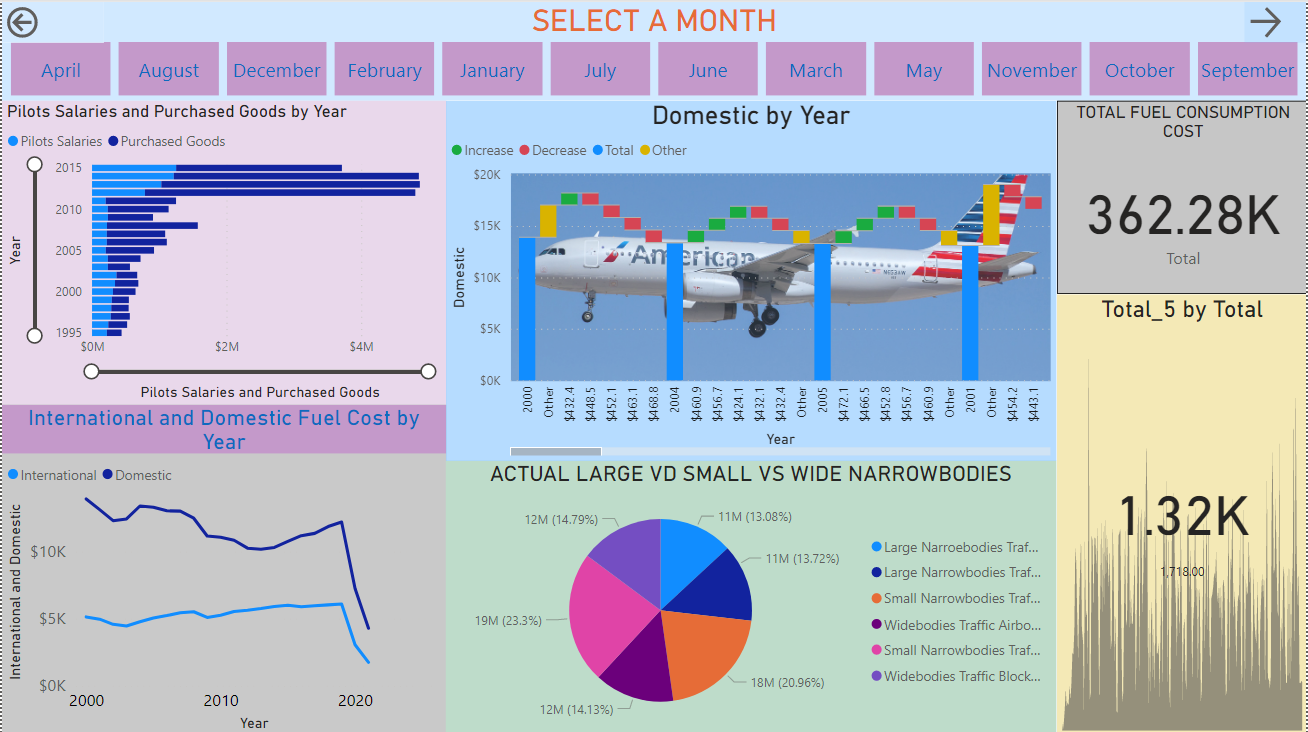 SELECT A MONTH
April
August
December
February
January
July
June
March
May
November
October
September
Pilots Salaries and Purchased Goods by Year
Pilots Salaries
Purchased Goods
Year
2015
2010
2005
2000
1995
$0M
$2M
$4M
Pilots Salaries and Purchased Goods
International and Domestic Fuel Cost by
Year
International
Domestic
International and Domestic
$10K
$5K
$0K
2000
2010
2020
Year
Domestic by Year
Increase
Decrease
Total
Other
Domestic
$20K
$15K
$10K
$5K
$0K
American
2000
Other
$432.4
$448.5
$452.1
$463.1
$468.8
2004
$460.9
$456.7
$424.1
$432.1
$432.4
Other
2005
$472.1
$466.5
$452.8
$456.7
$460.9
Other
2001
Other
$454.2
$443.1
Year
ACTUAL LARGE VD SMALL VS WIDE NARROWBODIES
12M (14.79%)
11M (13.08%)
11M (13.72%)
19M (23.3%)
18M (20.96%)
12M (14.13%)
Large Narroebodies Traf...
Large Narrowbodies Traf...
Small Narrowbodies Traf...
Widebodies Traffic Airbo...
Small Narrowbodies Traf...
Widebodies Traffic Block...
TOTAL FUEL CONSUMPTION
COST
362.28K
Total
Total_5 by Total
1.32K
1,718.00